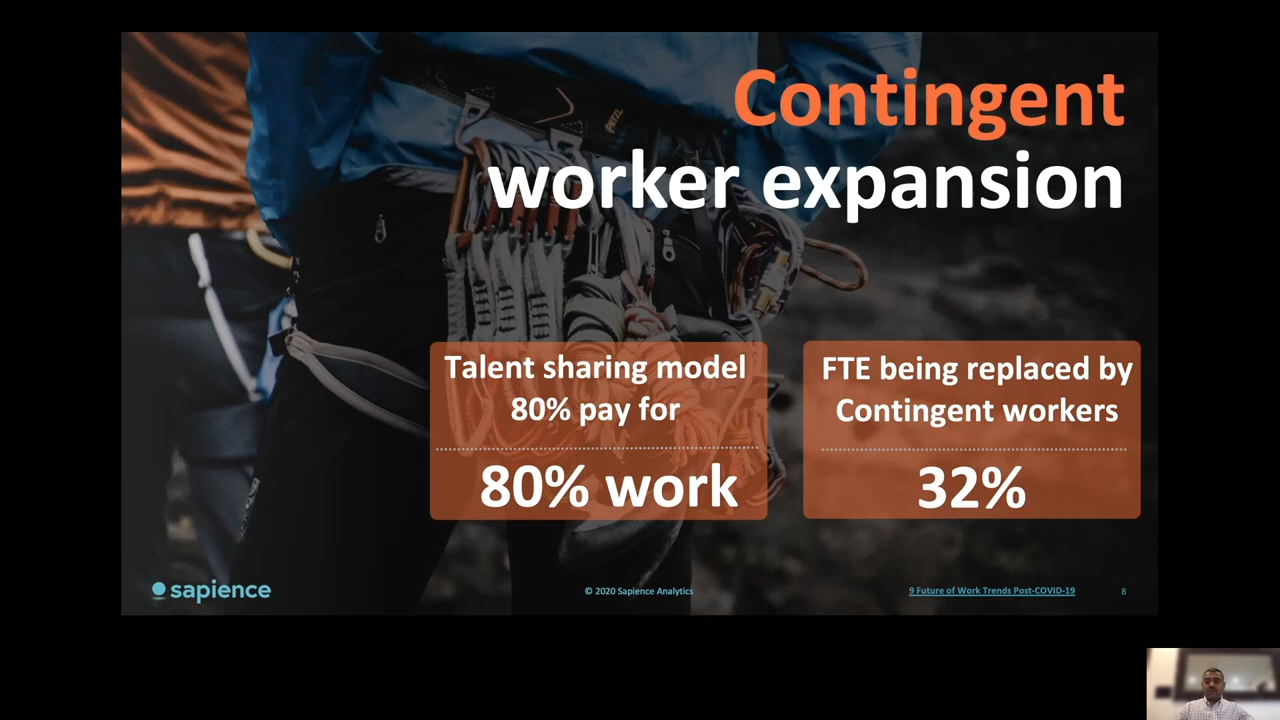 Contingent
worker expansion
PETZL
Talent sharing model
80% pay for
80% work
FTE being replaced by
Contingent workers
32%
sapience
© 2020 Sapience Analytics
9 Future of Work Trends Post-COVID-19
8